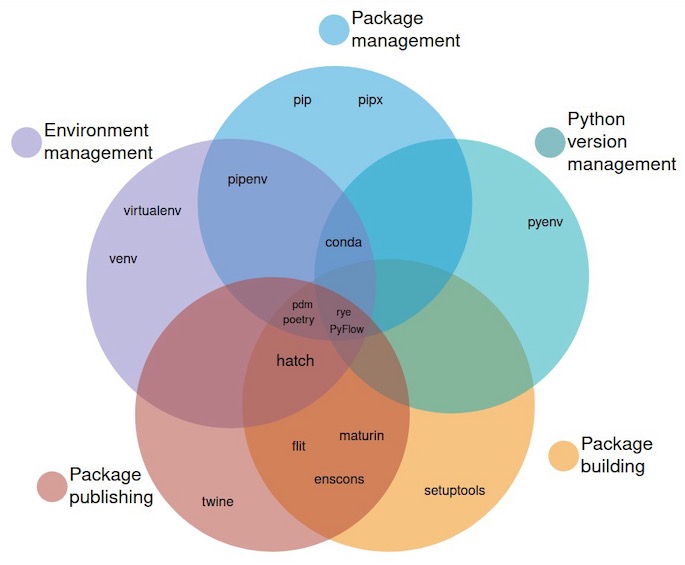 Package
management
pip pipx
Python
version
management
Environment
management
pipenv
virtualenv
pyenv
conda
venv
pdm
poetry
rye
PyFlow
hatch
maturin
flit
enscons
Package
building
Package
publishing
setuptools
twine